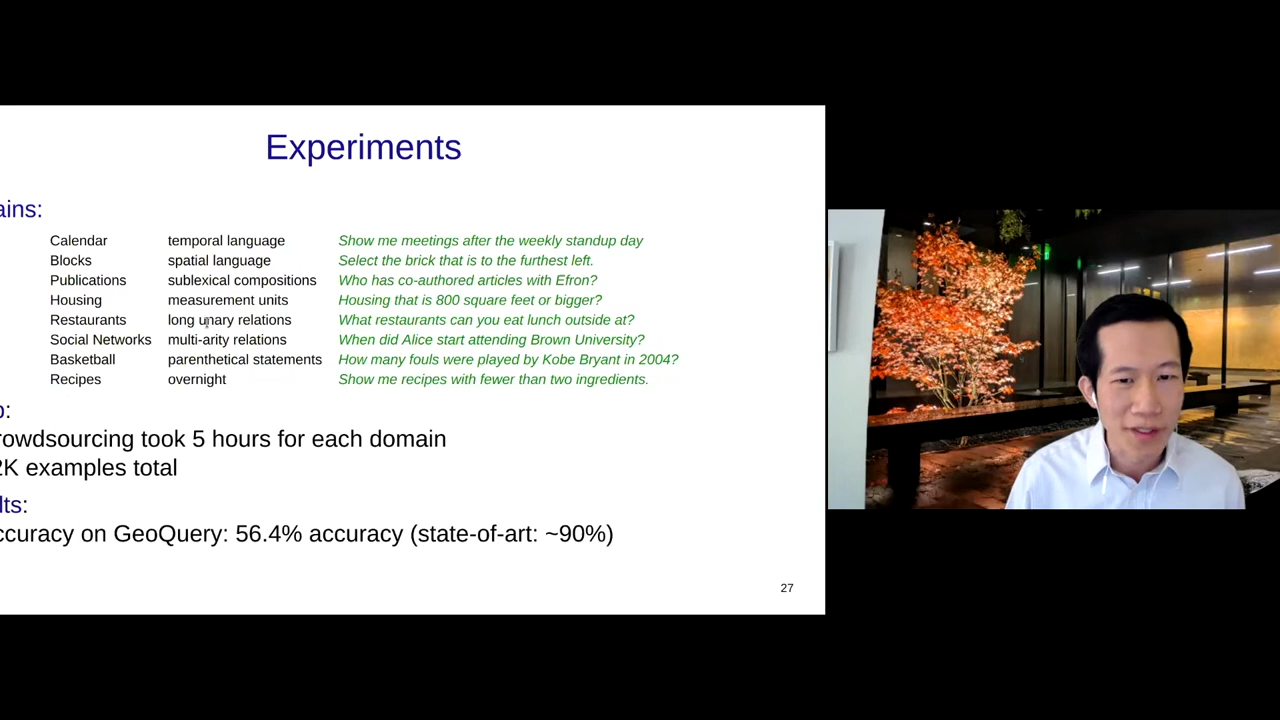 Experiments
ains:
Calendar temporal language Show me meetings after the weekly standup day
Blocks spatial language Select the brick that is to the furthest left.
Publications sublexical compositions Who has co-authored articles with Efron?
Housing measurement units Housing that is 800 square feet or bigger?
Restaurants long unary relations What restaurants can you eat lunch outside at?
Social Networks multi-arity relations When did Alice start attending Brown University?
Basketball parenthetical statements How many fouls were played by Kobe Bryant in 2004?
Recipes overnight Show me recipes with fewer than two ingredients.
p:
rowdsourcing took 5 hours for each domain
2K examples total
lts:
ccuracy on GeoQuery: 56.4% accuracy (state-of-art: ~90%)
27